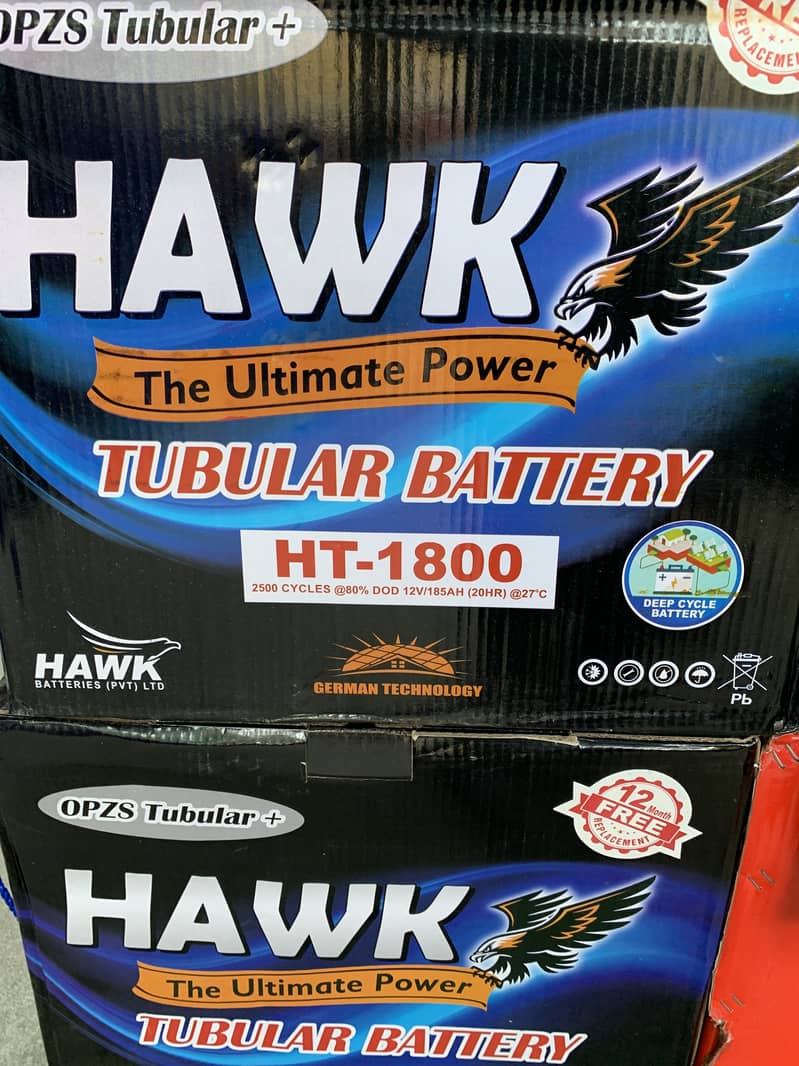 OPZS Tubular +
REPLACEMENT
HAWK
The Ultimate Power
TUBULAR BATTERY
HT-1800
2500 CYCLES @80% DOD 12V/185AH (20HR) @27°C
DEEP CYCLE
BATTERY
HAWK
BATTERIES (PVT) LTD
GERMAN TECHNOLOGY
Pb
OPZS Tubular +
12 Month
FREE
REPLACEMENT
HAWK
The Ultimate Power
TUBULAR BATTERY